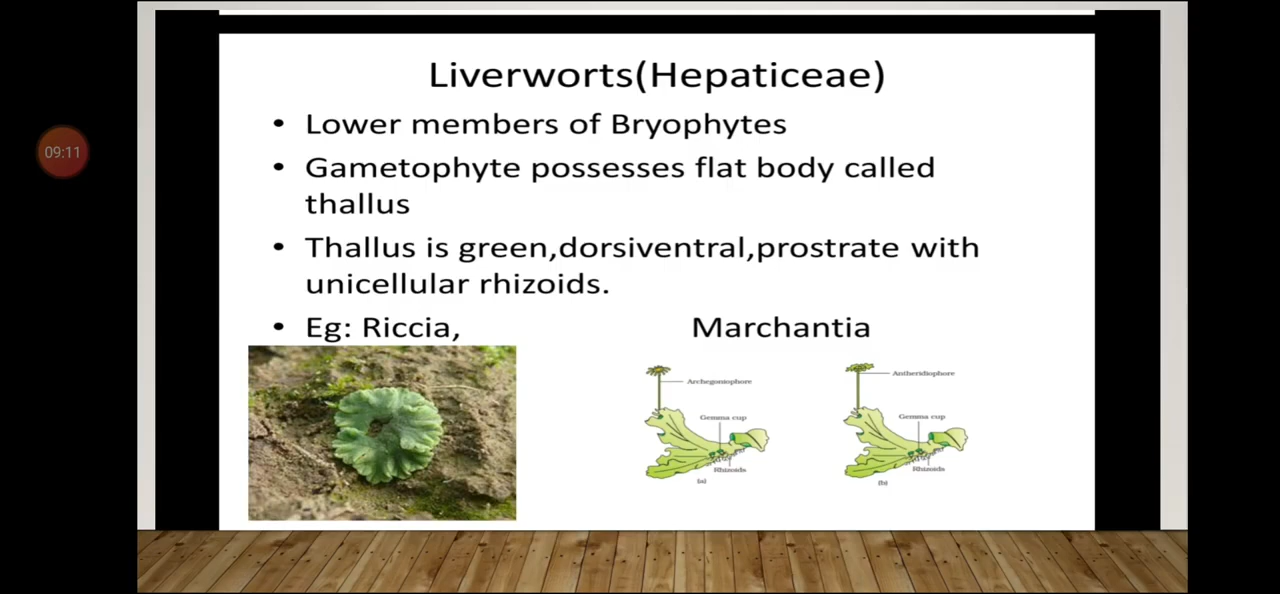 09:11
Liverworts(Hepaticeae)
• Lower members of Bryophytes
• Gametophyte possesses flat body called
thallus
• Thallus is green,dorsiventral,prostrate with
unicellular rhizoids.
• Eg: Riccia, Marchantia
Archegoniophore
Gemma cup
Rhizoids
(a)
Antheridiophore
Gemma cup
Rhizoids
(b)